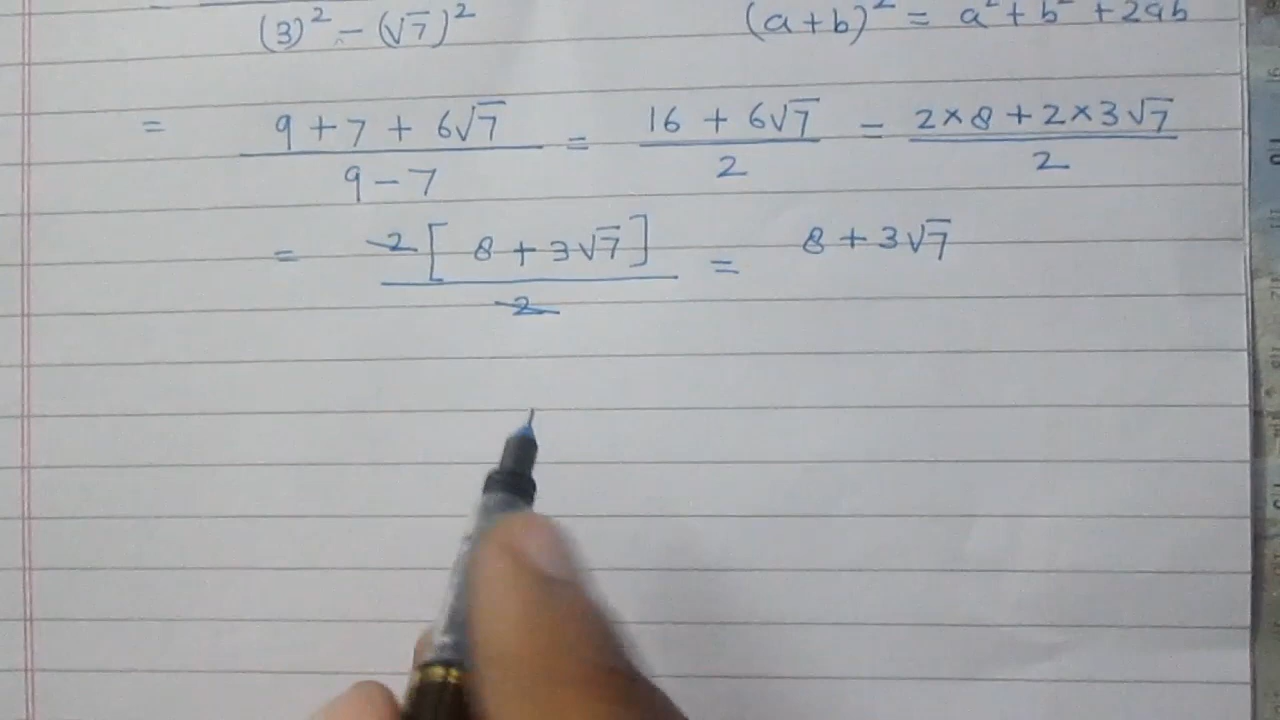 (3)² - (√7)² (a+b)² = a² + b² + 2ab
= 9 + 7 + 6√7 / 9 - 7 = 16 + 6√7 / 2 = 2×8 + 2×3√7 / 2
= 2[ 8 + 3√7 ] / 2 = 8 + 3√7